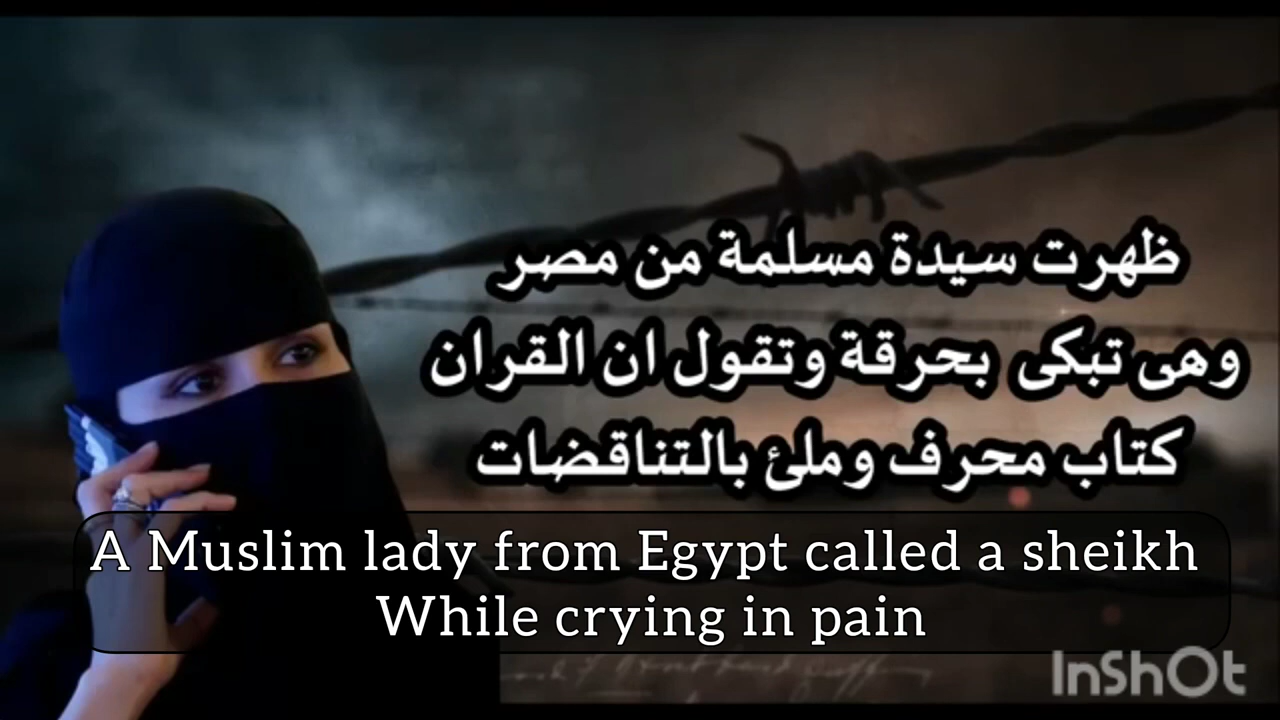 ظهرت سيدة مسلمة من مصر
وهى تبكى بحرقة وتقول ان القران
كتاب محرف وملئ بالتناقضات
A Muslim lady from Egypt called a sheikh
While crying in pain
InShOt